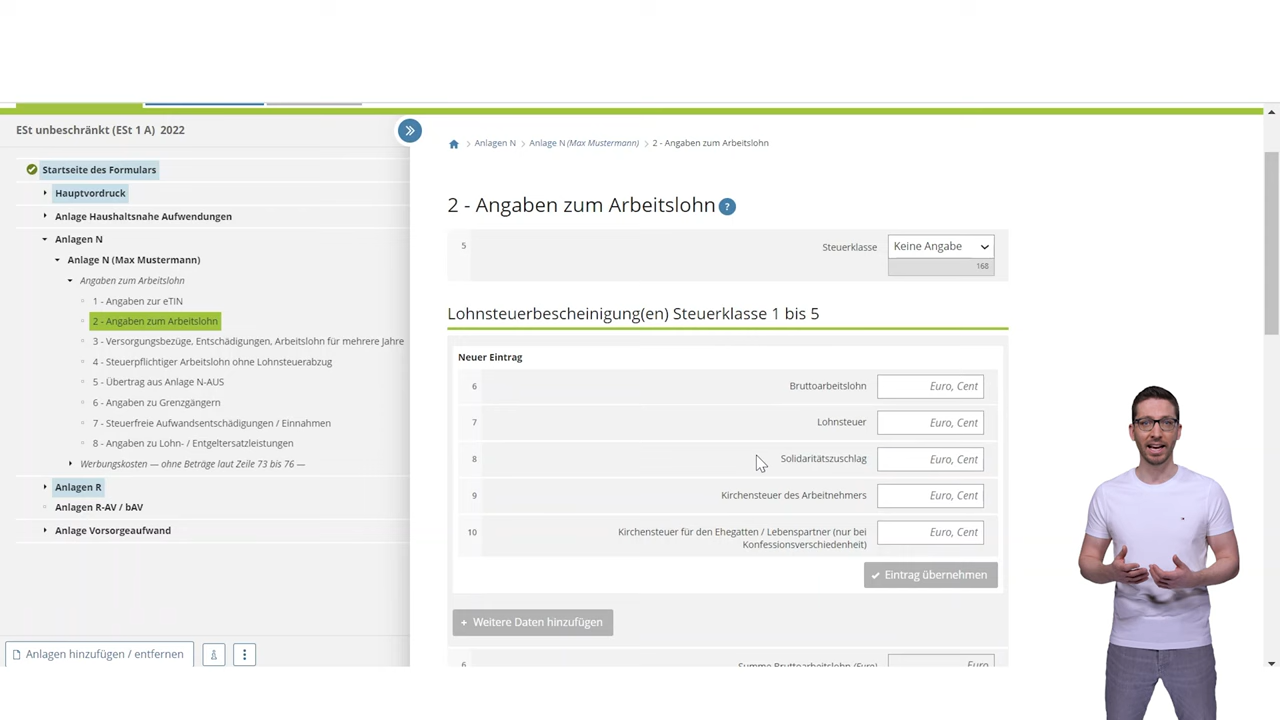 ESt unbeschränkt (ESt 1 A) 2022
Startseite des Formulars
Hauptvordruck
Anlage Haushaltsnahe Aufwendungen
Anlagen N
Anlage N (Max Mustermann)
Angaben zum Arbeitslohn
1 - Angaben zur eTIN
2 - Angaben zum Arbeitslohn
3 - Versorgungsbezüge, Entschädigungen, Arbeitslohn für mehrere Jahre
4 - Steuerpflichtiger Arbeitslohn ohne Lohnsteuerabzug
5 - Übertrag aus Anlage N-AUS
6 - Angaben zu Grenzgängern
7 - Steuerfreie Aufwandsentschädigungen / Einnahmen
8 - Angaben zu Lohn- / Entgeltersatzleistungen
Werbungskosten — ohne Beträge laut Zeile 73 bis 76 —
Anlagen R
Anlagen R-AV / bAV
Anlage Vorsorgeaufwand
Anlagen hinzufügen / entfernen
Anlagen N > Anlage N (Max Mustermann) > 2 - Angaben zum Arbeitslohn
2 - Angaben zum Arbeitslohn ?
5 Steuerklasse Keine Angabe
168
Lohnsteuerbescheinigung(en) Steuerklasse 1 bis 5
Neuer Eintrag
6 Bruttoarbeitslohn Euro, Cent
7 Lohnsteuer Euro, Cent
8 Solidaritätszuschlag Euro, Cent
9 Kirchensteuer des Arbeitnehmers Euro, Cent
10 Kirchensteuer für den Ehegatten / Lebenspartner (nur bei Euro, Cent
Konfessionsverschiedenheit)
Eintrag übernehmen
+ Weitere Daten hinzufügen
6 Summe Bruttoarbeitslohn (Euro) Euro